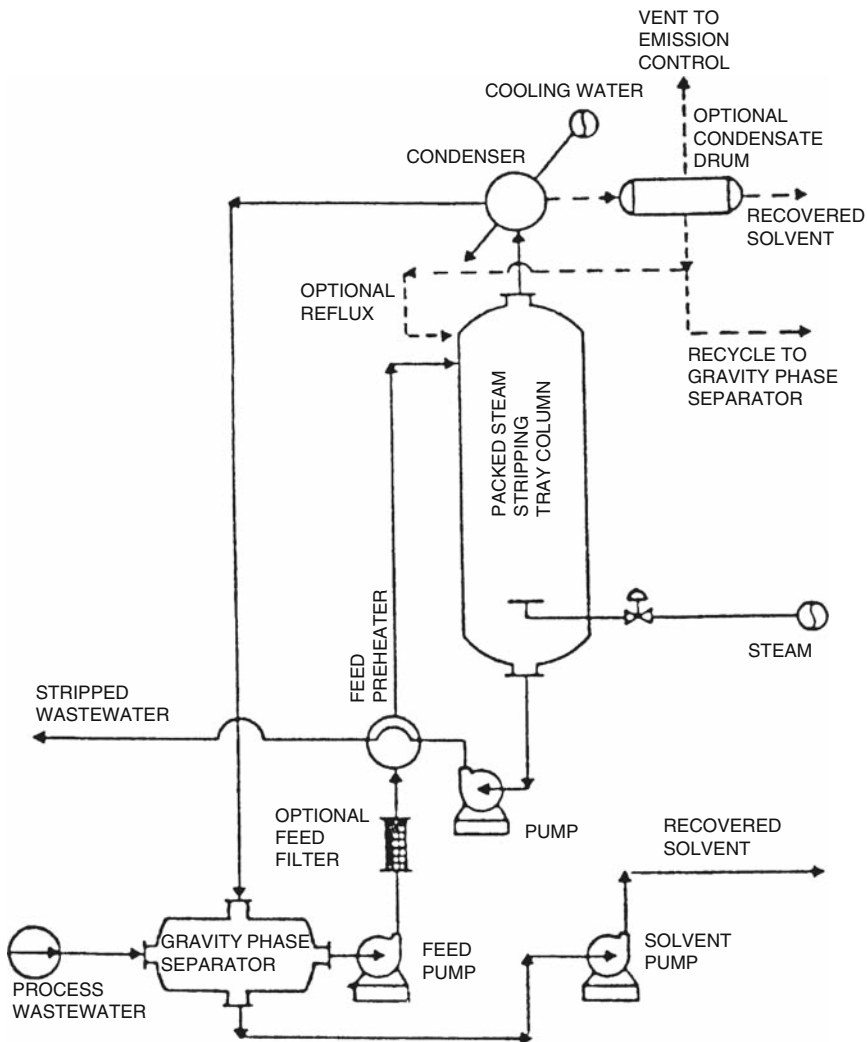 VENT TO
EMISSION
CONTROL
COOLING WATER
OPTIONAL
CONDENSATE
DRUM
CONDENSER
RECOVERED
SOLVENT
OPTIONAL
REFLUX
RECYCLE TO
GRAVITY PHASE
SEPARATOR
PACKED STEAM
STRIPPING
TRAY COLUMN
FEED
PREHEATER
STEAM
STRIPPED
WASTEWATER
OPTIONAL
FEED
FILTER
PUMP
RECOVERED
SOLVENT
GRAVITY PHASE
SEPARATOR
FEED
PUMP
SOLVENT
PUMP
PROCESS
WASTEWATER